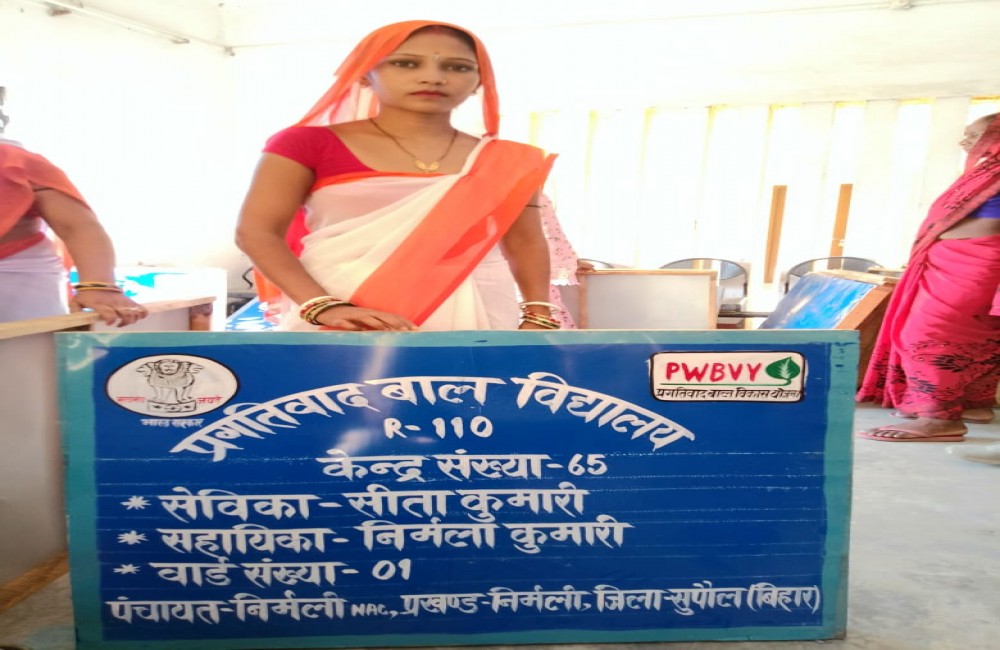 PWBVY
प्रगतिवाद बाल विकास योजना
प्रगतिवाद बाल विद्यालय
R-110
केन्द्र संख्या-65
* सेविका-सीता कुमारी
* सहायिका-निर्मला कुमारी
* वार्ड संख्या-01
पंचायत-निर्मली NAC, प्रखण्ड-निर्मली, जिला-सुपौल (बिहार)